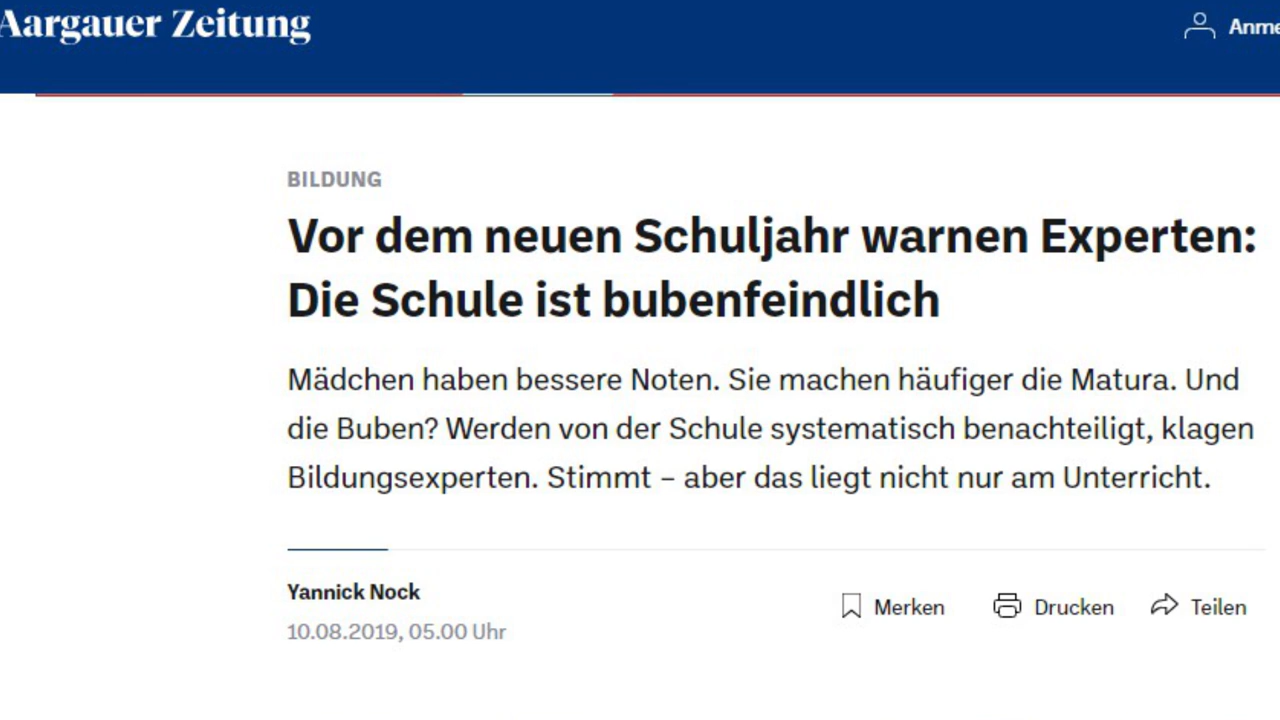 Aargauer Zeitung
Anme
BILDUNG
Vor dem neuen Schuljahr warnen Experten:
Die Schule ist bubenfeindlich
Mädchen haben bessere Noten. Sie machen häufiger die Matura. Und
die Buben? Werden von der Schule systematisch benachteiligt, klagen
Bildungsexperten. Stimmt – aber das liegt nicht nur am Unterricht.
Yannick Nock
10.08.2019, 05.00 Uhr
Merken Drucken Teilen